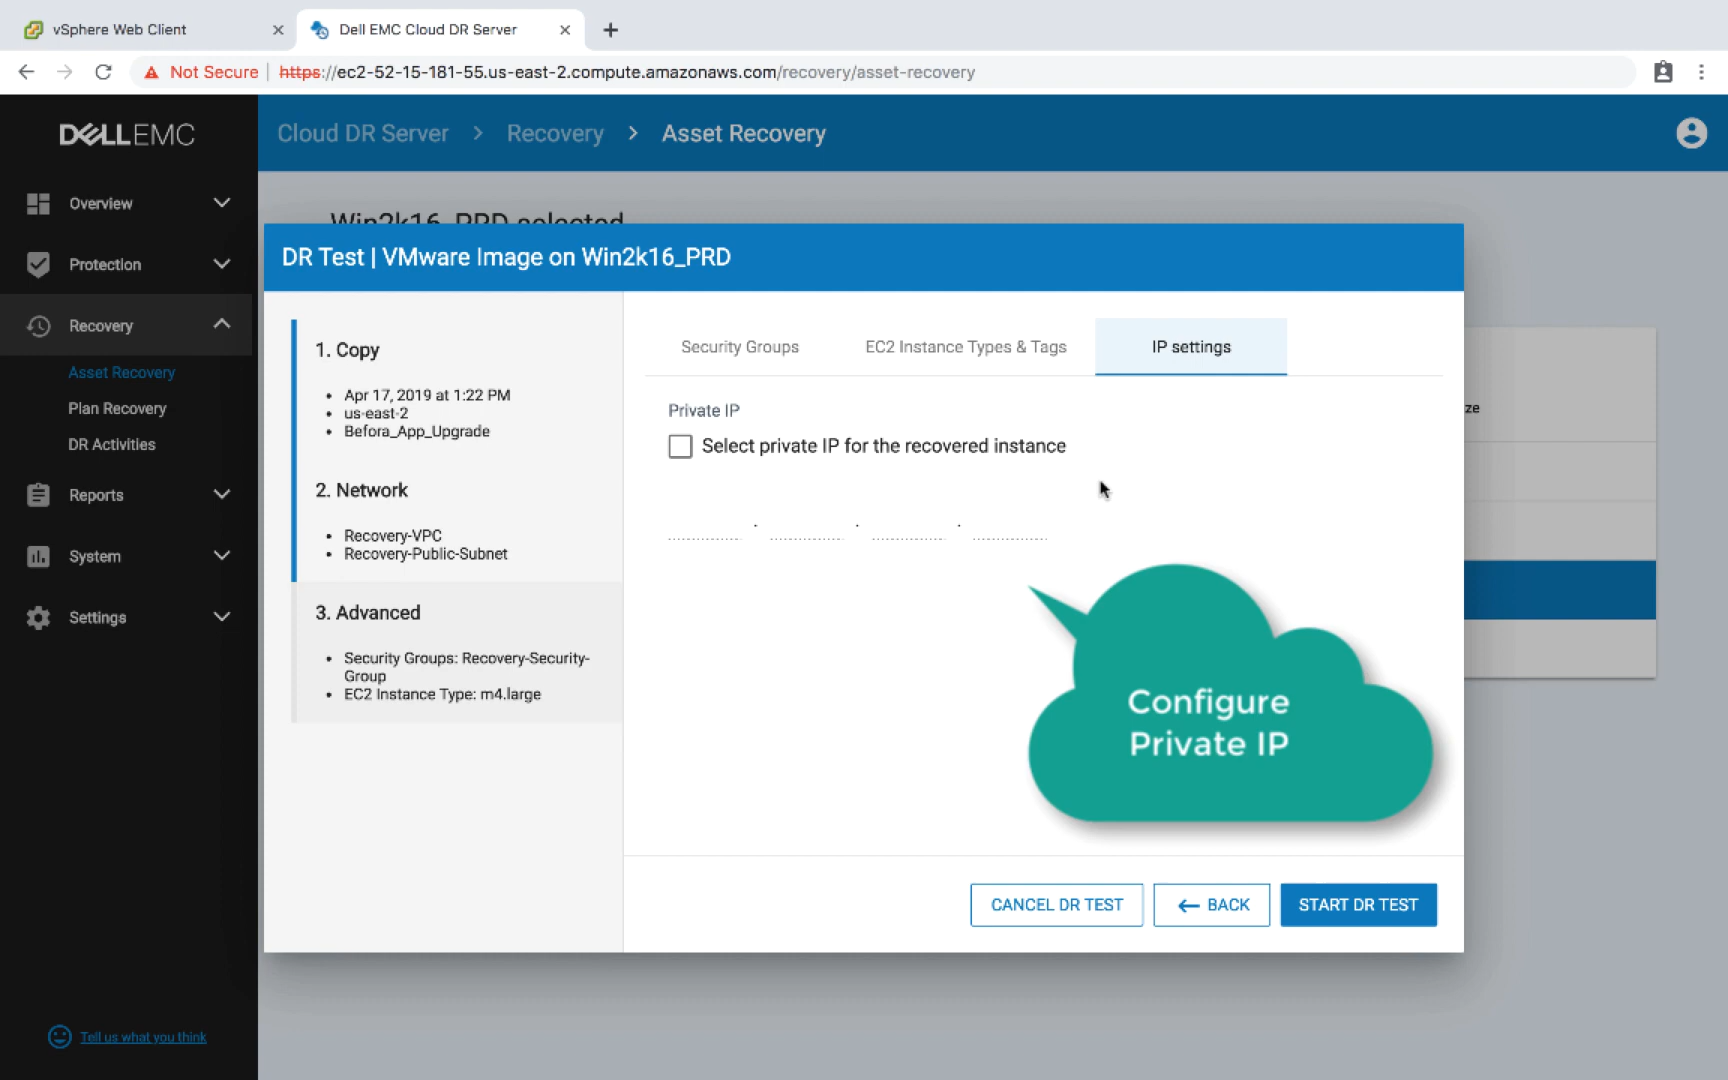 vSphere Web Client
Dell EMC Cloud DR Server
Not Secure
https://ec2-52-15-181-55.us-east-2.compute.amazonaws.com/recovery/asset-recovery
DELLEMC
Cloud DR Server > Recovery > Asset Recovery
Overview
Protection
Recovery
Asset Recovery
Plan Recovery
DR Activities
Reports
System
Settings
Tell us what you think
Win2k16_PRD selected
ze
DR Test | VMware Image on Win2k16_PRD
1. Copy
• Apr 17, 2019 at 1:22 PM
• us-east-2
• Befora_App_Upgrade
2. Network
• Recovery-VPC
• Recovery-Public-Subnet
3. Advanced
• Security Groups: Recovery-Security-
Group
• EC2 Instance Type: m4.large
Security Groups
EC2 Instance Types & Tags
IP settings
Private IP
Select private IP for the recovered instance
. . .
Configure
Private IP
CANCEL DR TEST
BACK
START DR TEST